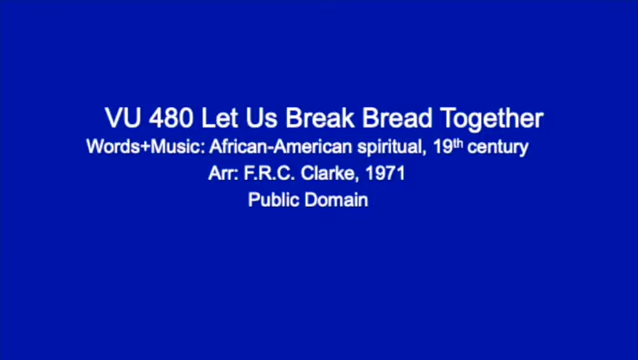 VU 480 Let Us Break Bread Together
Words+Music: African-American spiritual, 19th century
Arr: F.R.C. Clarke, 1971
Public Domain